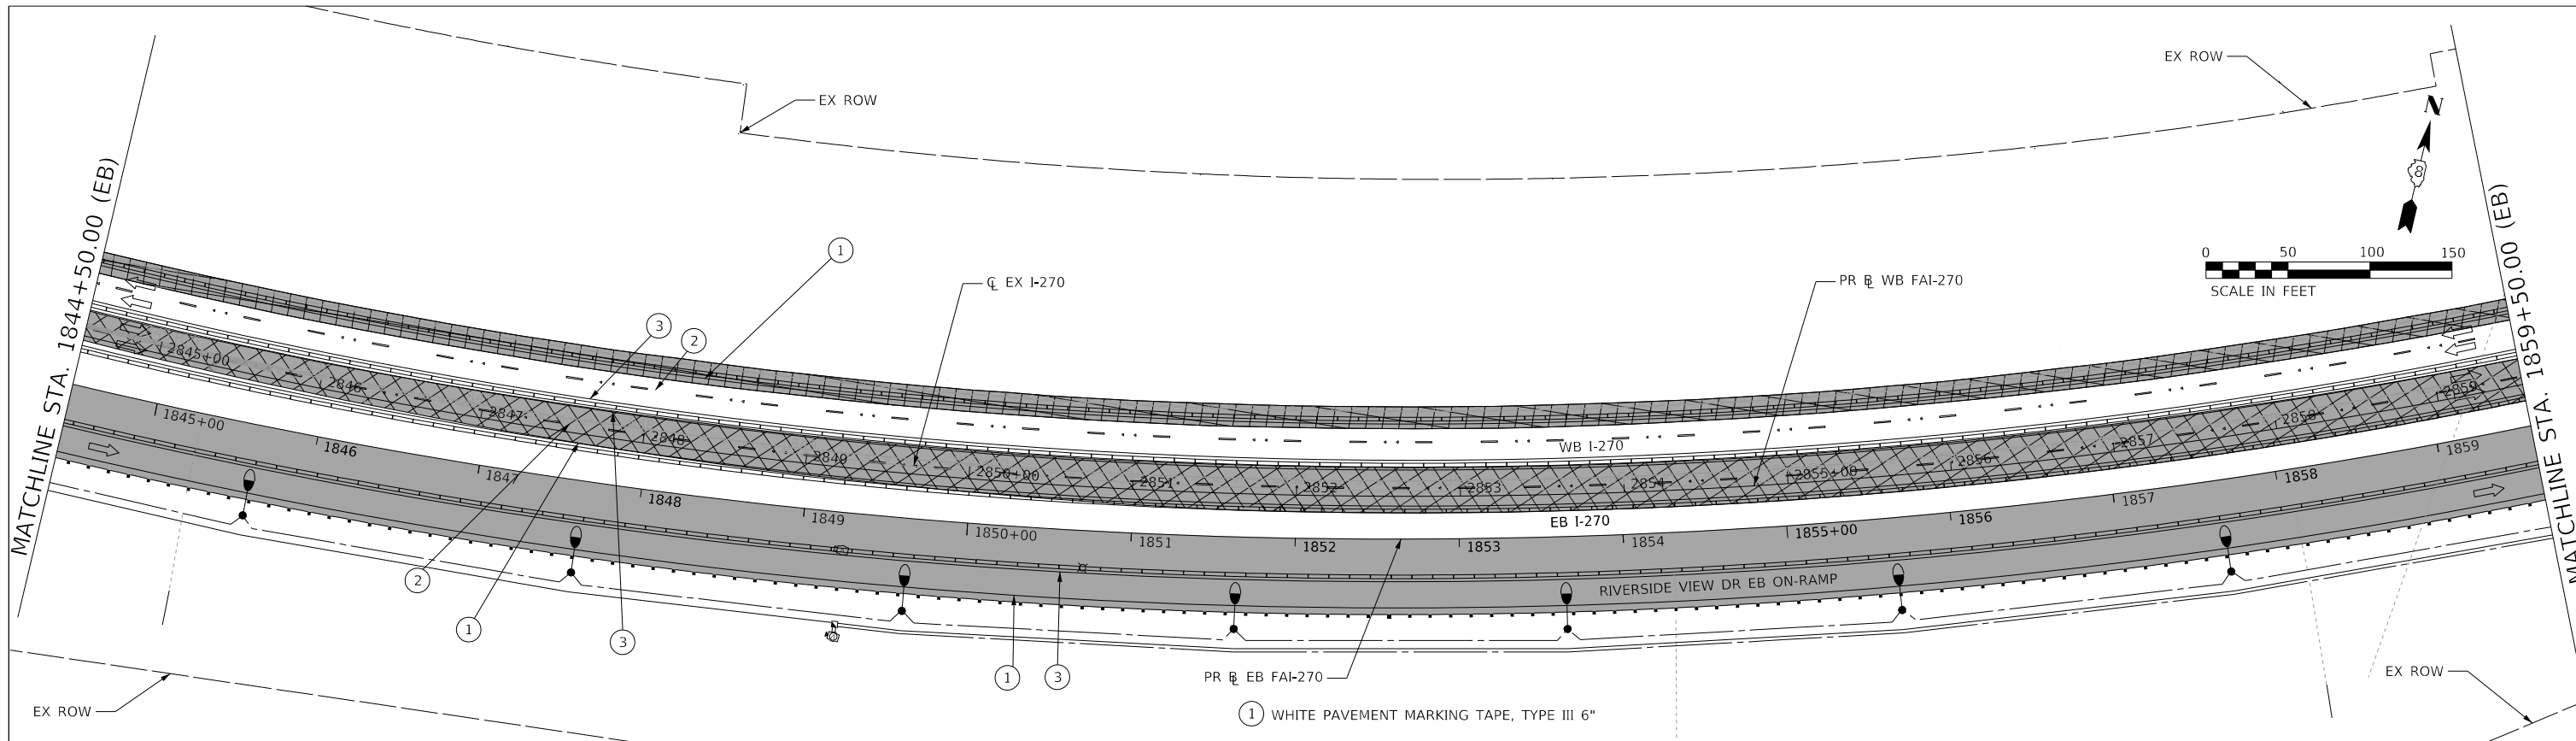 EX ROW
EX ROW
N
8
0 50 100 150
SCALE IN FEET
MATCHLINE STA. 1844+50.00 (EB)
MATCHLINE STA. 1859+50.00 (EB)
1
℄ EX I-270
PR ⅊ WB FAI-270
3
2
2845+00
2846
2847
2848
2849
2850+00
2851
2852
2853
2854
2855+00
2856
2857
2858
2859
WB I-270
EB I-270
1845+00
1846
1847
1848
1849
1850+00
1851
1852
1853
1854
1855+00
1856
1857
1858
1859
RIVERSIDE VIEW DR EB ON-RAMP
2
1
3
1
3
PR ⅊ EB FAI-270
EX ROW
EX ROW
1 WHITE PAVEMENT MARKING TAPE, TYPE III 6"